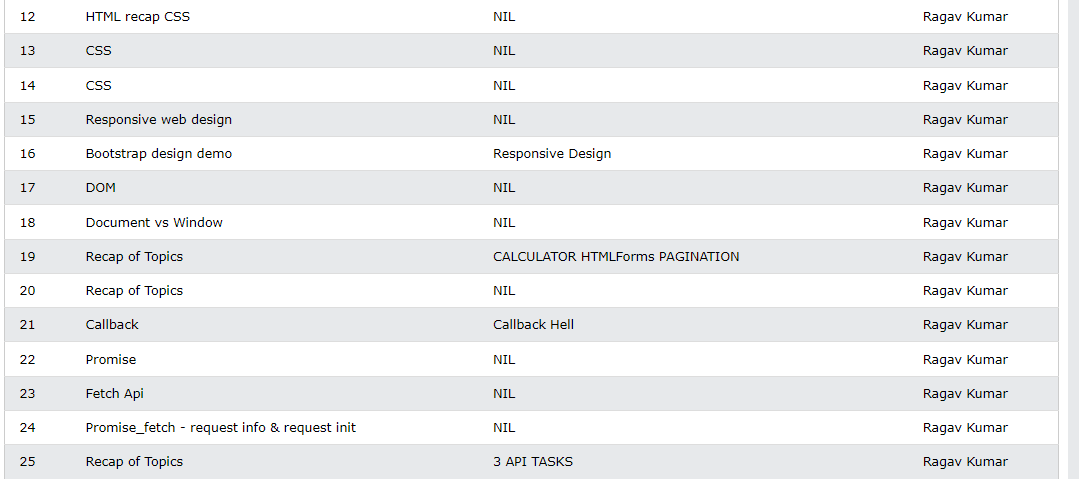 12 HTML recap CSS NIL Ragav Kumar
13 CSS NIL Ragav Kumar
14 CSS NIL Ragav Kumar
15 Responsive web design NIL Ragav Kumar
16 Bootstrap design demo Responsive Design Ragav Kumar
17 DOM NIL Ragav Kumar
18 Document vs Window NIL Ragav Kumar
19 Recap of Topics CALCULATOR HTMLForms PAGINATION Ragav Kumar
20 Recap of Topics NIL Ragav Kumar
21 Callback Callback Hell Ragav Kumar
22 Promise NIL Ragav Kumar
23 Fetch Api NIL Ragav Kumar
24 Promise_fetch - request info & request init NIL Ragav Kumar
25 Recap of Topics 3 API TASKS Ragav Kumar